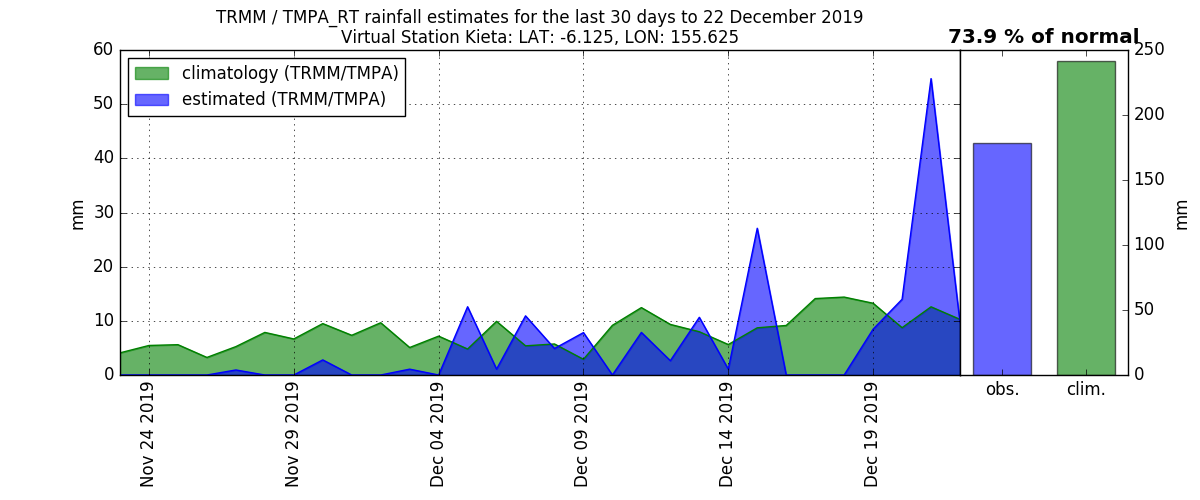 TRMM / TMPA_RT rainfall estimates for the last 30 days to 22 December 2019
Virtual Station Kieta: LAT: -6.125, LON: 155.625
73.9 % of normal
climatology (TRMM/TMPA)
estimated (TRMM/TMPA)
60
50
40
30
20
10
0
mm
Nov 24 2019
Nov 29 2019
Dec 04 2019
Dec 09 2019
Dec 14 2019
Dec 19 2019
obs.
clim.
250
200
150
100
50
0
mm